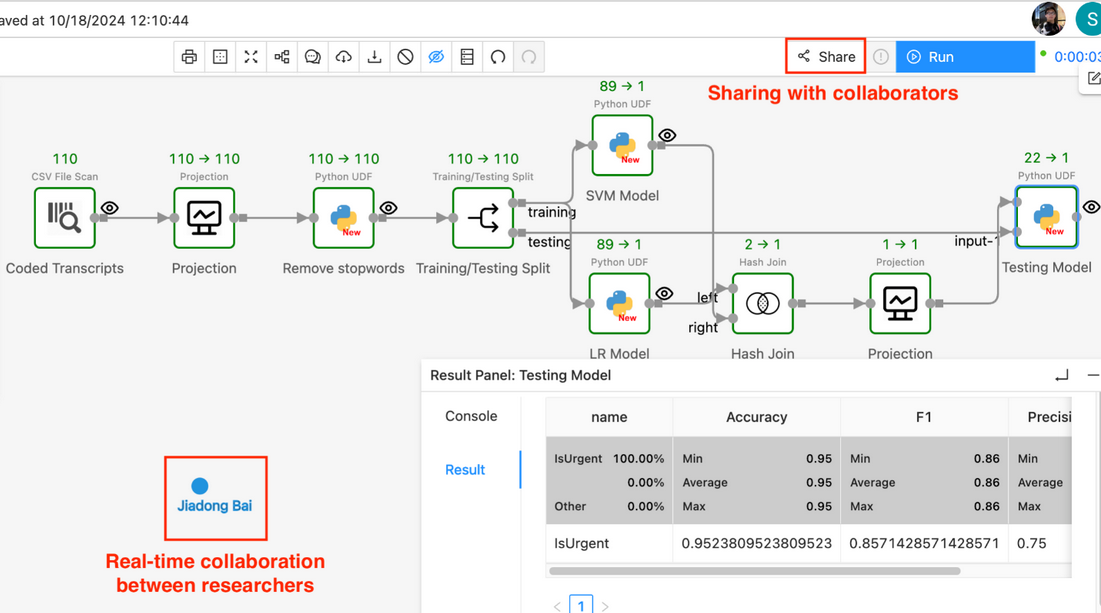 aved at 10/18/2024 12:10:44
S
Share
Run
0:00:03
Sharing with collaborators
89 → 1
Python UDF
New
SVM Model
110
CSV File Scan
Coded Transcripts
110 → 110
Projection
Projection
110 → 110
Python UDF
New
Remove stopwords
110 → 110
Training/Testing Split
training
testing
Training/Testing Split
89 → 1
Python UDF
New
LR Model
2 → 1
Hash Join
left
right
Hash Join
1 → 1
Projection
Projection
22 → 1
Python UDF
input-1
New
Testing Model
Result Panel: Testing Model
Console
Result
name Accuracy F1 Precisi
IsUrgent 100.00% Min 0.95 Min 0.86 Min
0.00% Average 0.95 Average 0.86 Average
Other 0.00% Max 0.95 Max 0.86 Max
IsUrgent 0.9523809523809523 0.8571428571428571 0.75
1
Jiadong Bai
Real-time collaboration
between researchers